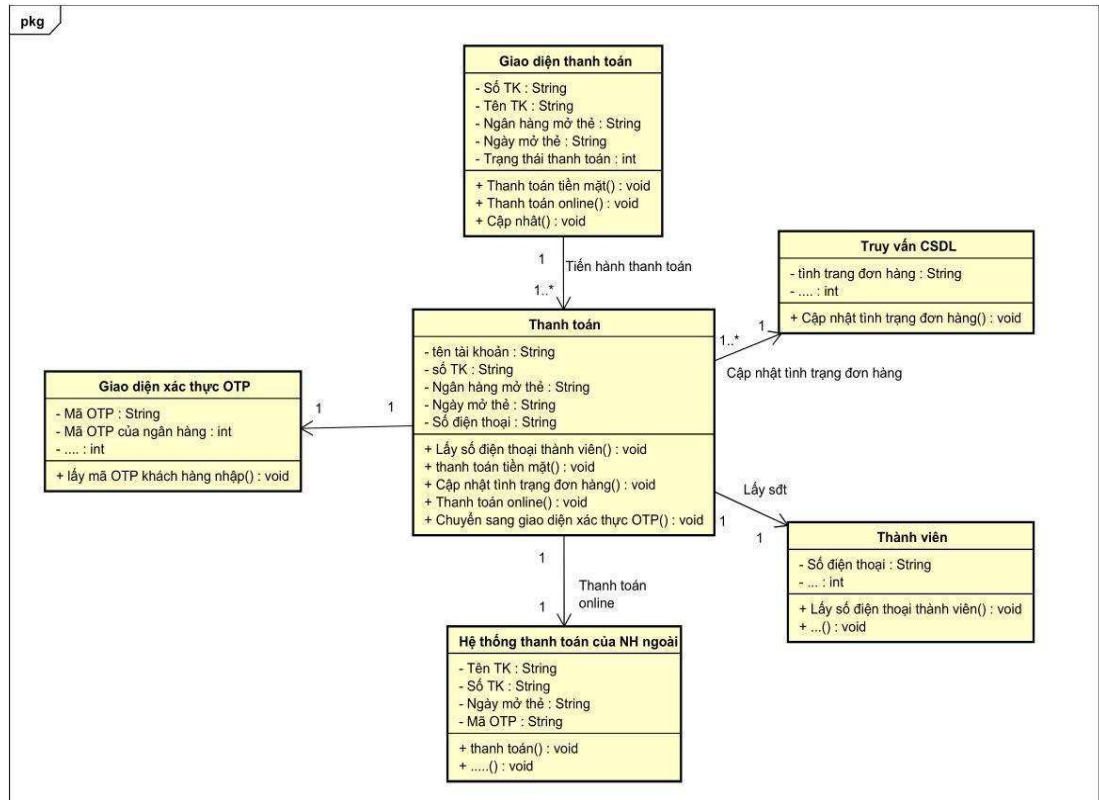 pkg
Giao diện thanh toán
- Số TK : String
- Tên TK : String
- Ngân hàng mở thẻ : String
- Ngày mở thẻ : String
- Trạng thái thanh toán : int
+ Thanh toán tiền mặt() : void
+ Thanh toán online() : void
+ Cập nhât() : void
1
Tiến hành thanh toán
1..*
Truy vấn CSDL
- tình trang đơn hàng : String
- .... : int
+ Cập nhật tình trạng đơn hàng() : void
1
1..*
Cập nhật tình trạng đơn hàng
Thanh toán
- tên tài khoản : String
- số TK : String
- Ngân hàng mở thẻ : String
- Ngày mở thẻ : String
- Số điện thoại : String
+ Lấy số điện thoại thành viên() : void
+ thanh toán tiền mặt() : void
+ Cập nhật tình trạng đơn hàng() : void
+ Thanh toán online() : void
+ Chuyển sang giao diện xác thực OTP() : void
Giao diện xác thực OTP
- Mã OTP : String
- Mã OTP của ngân hàng : int
- .... : int
+ lấy mã OTP khách hàng nhập() : void
1
1
Lấy sđt
1
1
Thành viên
- Số điện thoại : String
- ... : int
+ Lấy số điện thoại thành viên() : void
+ ...() : void
1
Thanh toán
online
1
Hệ thống thanh toán của NH ngoài
- Tên TK : String
- Số TK : String
- Ngày mở thẻ : String
- Mã OTP : String
+ thanh toán() : void
+ .....() : void